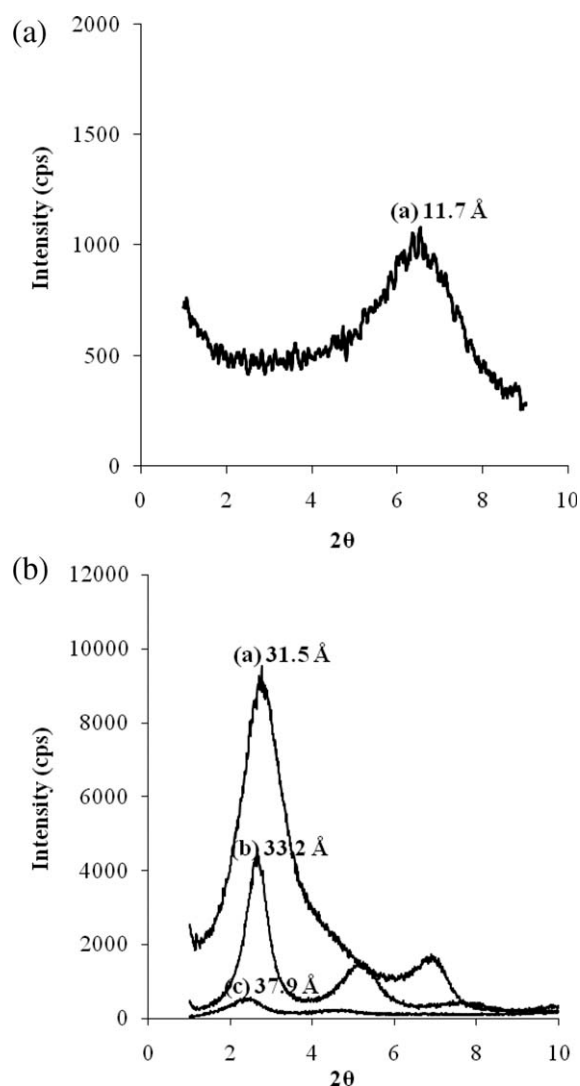 (a)
2000
1500
1000
500
0
Intensity (cps)
(a) 11.7 Å
0 2 4 6 8 10
2θ
(b)
12000
10000
8000
6000
4000
2000
0
Intensity (cps)
(a) 31.5 Å
(b) 33.2 Å
(c) 37.9 Å
0 2 4 6 8 10
2θ